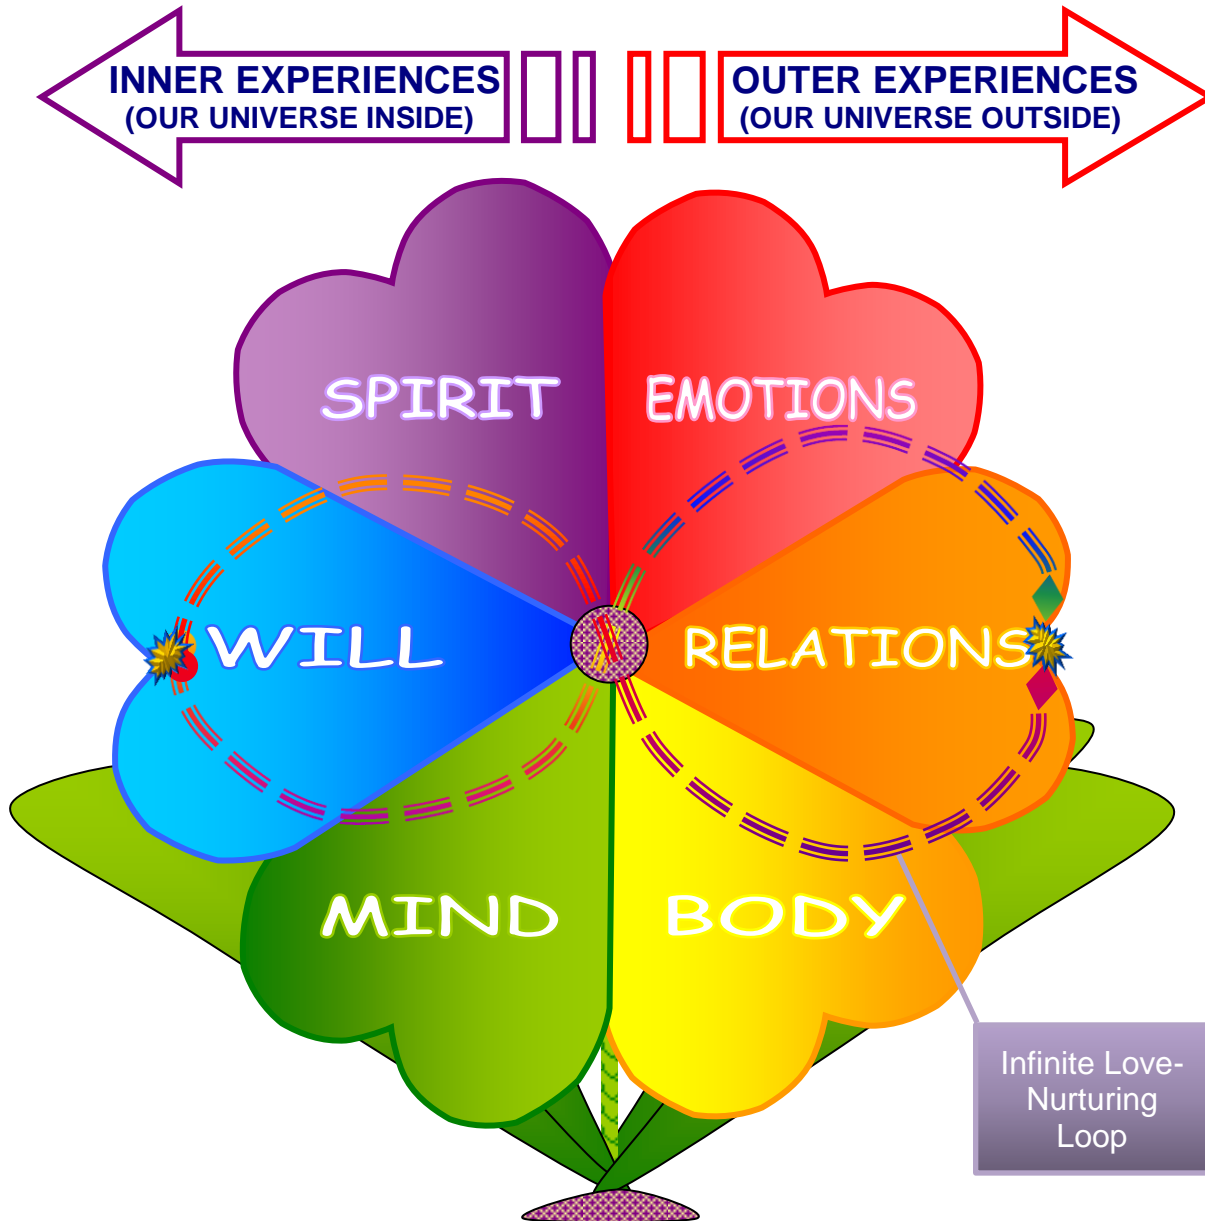 INNER EXPERIENCES
(OUR UNIVERSE INSIDE)
OUTER EXPERIENCES
(OUR UNIVERSE OUTSIDE)
SPIRIT
EMOTIONS
WILL
RELATIONS
MIND
BODY
Infinite Love-
Nurturing
Loop